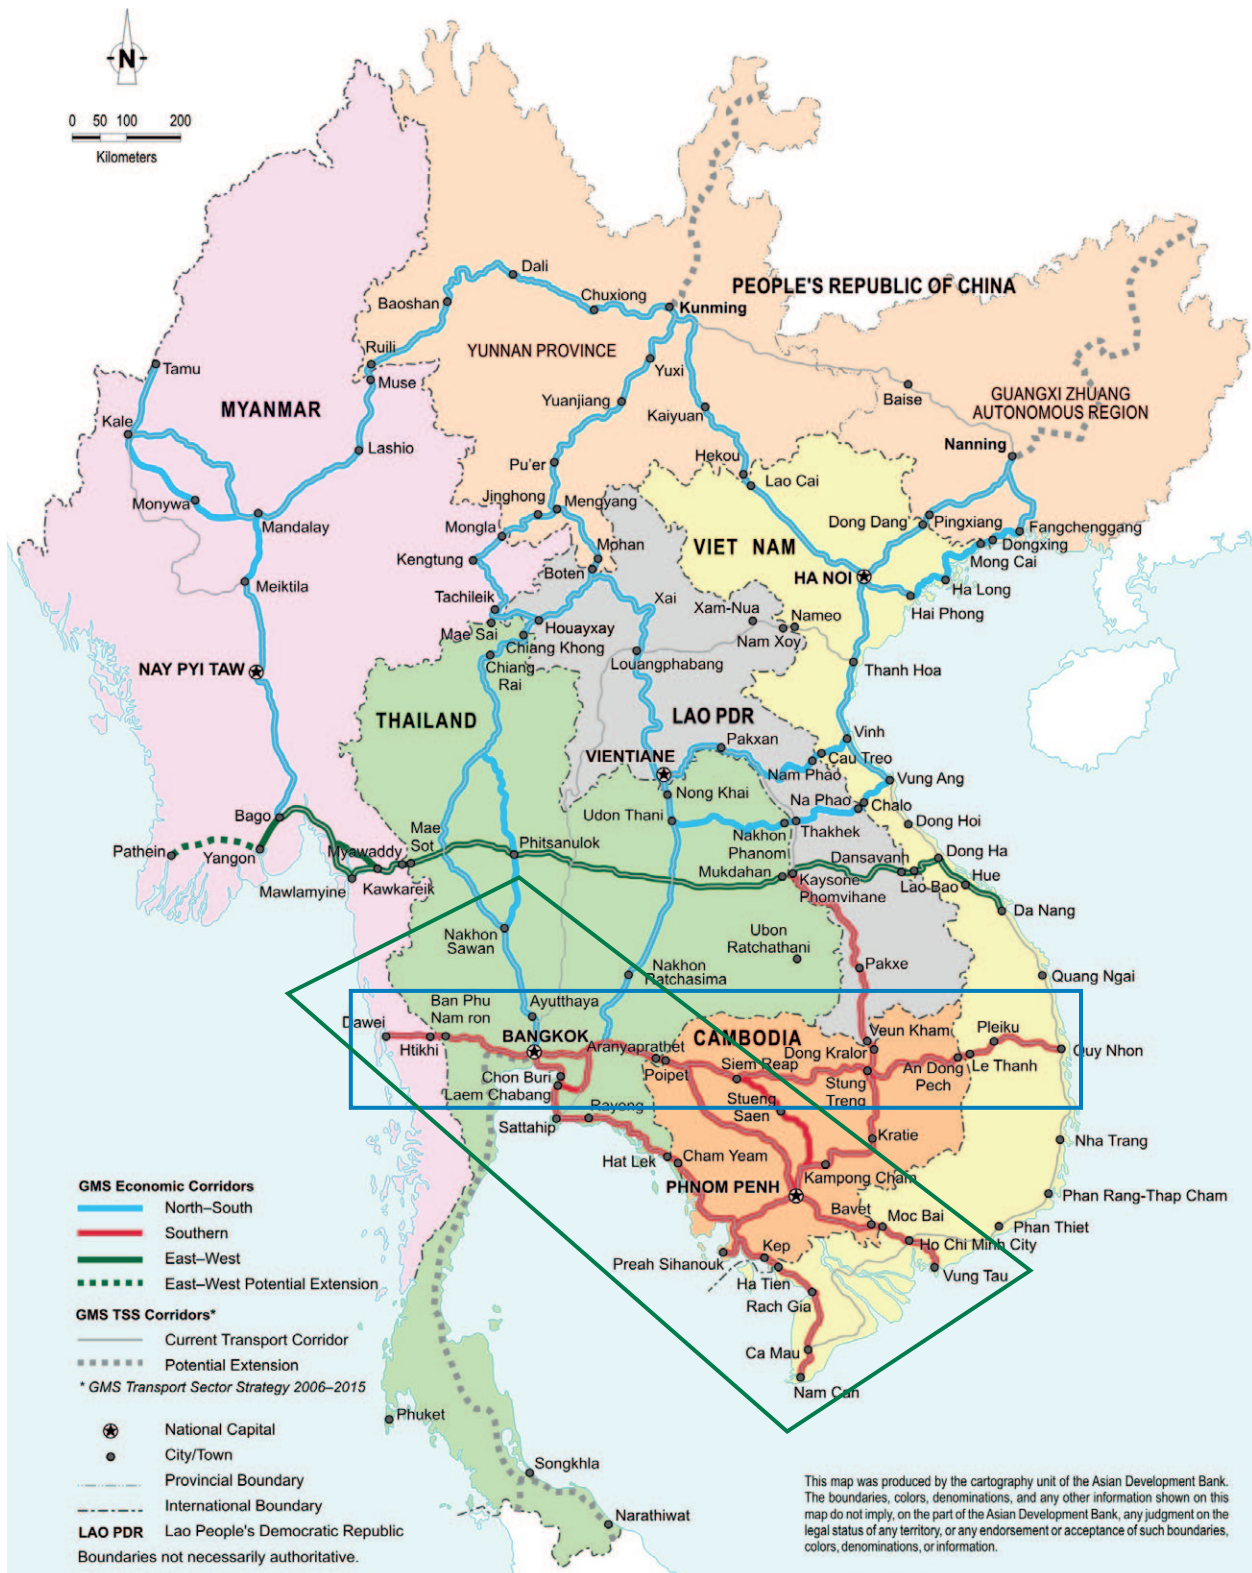 N
0 50 100 200
Kilometers
Dali
Baoshan
Chuxiong
Kunming
PEOPLE'S REPUBLIC OF CHINA
Ruili
YUNNAN PROVINCE
Tamu
Muse
Yuxi
Baise
GUANGXI ZHUANG
AUTONOMOUS REGION
MYANMAR
Yuanjiang
Kaiyuan
Kale
Nanning
Lashio
Pu'er
Hekou
Lao Cai
Monywa
Mandalay
Jinghong
Mengyang
Dong Dang
Pingxiang
Fangchenggang
Mongla
Mohan
VIET NAM
Dongxing
Mong Cai
Kengtung
Boten
HA NOI
Ha Long
Meiktila
Tachileik
Xai
Xam-Nua
Nameo
Hai Phong
Mae Sai
Houayxay
Chiang Khong
Nam Xoy
Chiang
Rai
Louangphabang
Thanh Hoa
NAY PYI TAW
THAILAND
LAO PDR
Pakxan
Vinh
VIENTIANE
Cau Treo
Nam Phao
Vung Ang
Nong Khai
Na Phao
Chalo
Bago
Udon Thani
Thakhek
Dong Hoi
Mae
Sot
Nakhon
Phanom
Pathein
Yangon
Myawaddy
Phitsanulok
Dansavanh
Dong Ha
Mawlamyine
Kawkareik
Mukdahan
Kaysone
Phomvihane
Lao Bao
Hue
Da Nang
Nakhon
Sawan
Ubon
Ratchathani
Pakxe
Nakhon
Ratchasima
Quang Ngai
Ban Phu
Nam ron
Ayutthaya
Dawei
Htikhi
BANGKOK
Aranyaprathet
CAMBODIA
Veun Kham
Pleiku
Quy Nhon
Poipet
Siem Reap
Dong Kralor
Le Thanh
Chon Buri
Laem Chabang
Stueng
Saen
Stung
Treng
An Dong
Pech
Rayong
Sattahip
Kratie
Nha Trang
Hat Lek
Cham Yeam
Kampong Cham
PHNOM PENH
Phan Rang-Thap Cham
Bavet
Moc Bai
Phan Thiet
Ho Chi Minh City
Preah Sihanouk
Kep
Vung Tau
Ha Tien
Rach Gia
Ca Mau
Nam Can
Phuket
Songkhla
Narathiwat
GMS Economic Corridors
North–South
Southern
East–West
East–West Potential Extension
GMS TSS Corridors*
Current Transport Corridor
Potential Extension
* GMS Transport Sector Strategy 2006–2015
National Capital
City/Town
Provincial Boundary
International Boundary
LAO PDR Lao People's Democratic Republic
Boundaries not necessarily authoritative.
This map was produced by the cartography unit of the Asian Development Bank.
The boundaries, colors, denominations, and any other information shown on this
map do not imply, on the part of the Asian Development Bank, any judgment on the
legal status of any territory, or any endorsement or acceptance of such boundaries,
colors, denominations, or information.